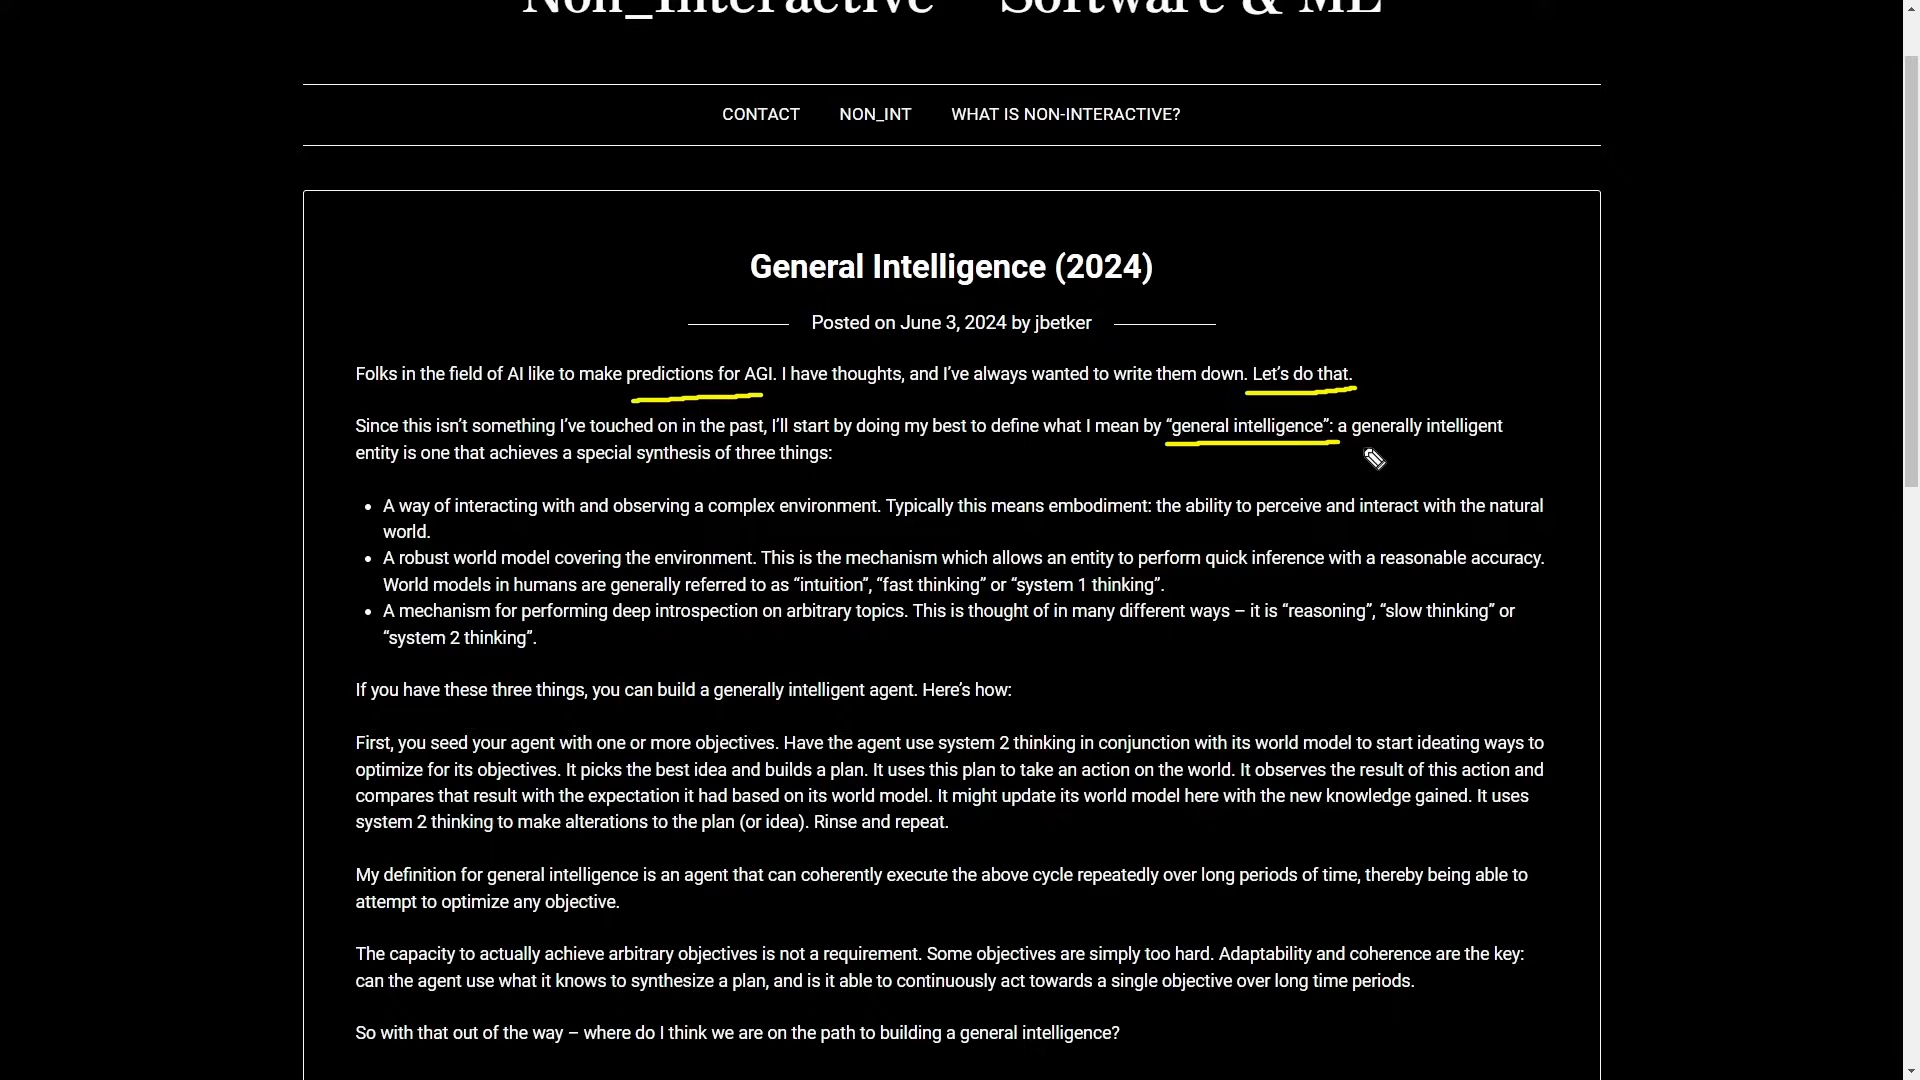 Non_Interactive – Software & ML
CONTACT NON_INT WHAT IS NON-INTERACTIVE?
General Intelligence (2024)
Posted on June 3, 2024 by jbetker
Folks in the field of AI like to make predictions for AGI. I have thoughts, and I’ve always wanted to write them down. Let’s do that.
Since this isn’t something I’ve touched on in the past, I’ll start by doing my best to define what I mean by “general intelligence”: a generally intelligent
entity is one that achieves a special synthesis of three things:
• A way of interacting with and observing a complex environment. Typically this means embodiment: the ability to perceive and interact with the natural
world.
• A robust world model covering the environment. This is the mechanism which allows an entity to perform quick inference with a reasonable accuracy.
World models in humans are generally referred to as “intuition”, “fast thinking” or “system 1 thinking”.
• A mechanism for performing deep introspection on arbitrary topics. This is thought of in many different ways – it is “reasoning”, “slow thinking” or
“system 2 thinking”.
If you have these three things, you can build a generally intelligent agent. Here’s how:
First, you seed your agent with one or more objectives. Have the agent use system 2 thinking in conjunction with its world model to start ideating ways to
optimize for its objectives. It picks the best idea and builds a plan. It uses this plan to take an action on the world. It observes the result of this action and
compares that result with the expectation it had based on its world model. It might update its world model here with the new knowledge gained. It uses
system 2 thinking to make alterations to the plan (or idea). Rinse and repeat.
My definition for general intelligence is an agent that can coherently execute the above cycle repeatedly over long periods of time, thereby being able to
attempt to optimize any objective.
The capacity to actually achieve arbitrary objectives is not a requirement. Some objectives are simply too hard. Adaptability and coherence are the key:
can the agent use what it knows to synthesize a plan, and is it able to continuously act towards a single objective over long time periods.
So with that out of the way – where do I think we are on the path to building a general intelligence?